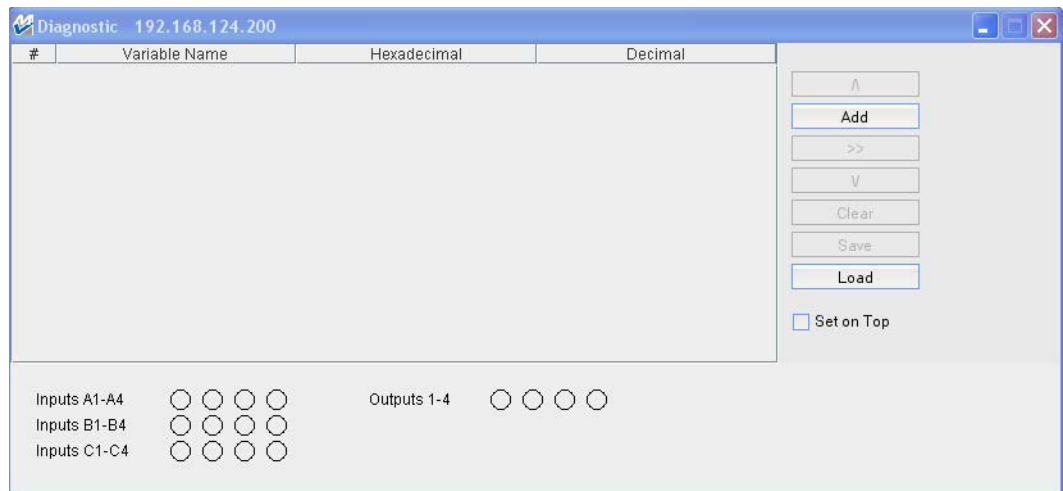 Diagnostic 192.168.124.200
# Variable Name Hexadecimal Decimal
/\
Add
>>
\/
Clear
Save
Load
Set on Top
Inputs A1-A4 Outputs 1-4
Inputs B1-B4
Inputs C1-C4